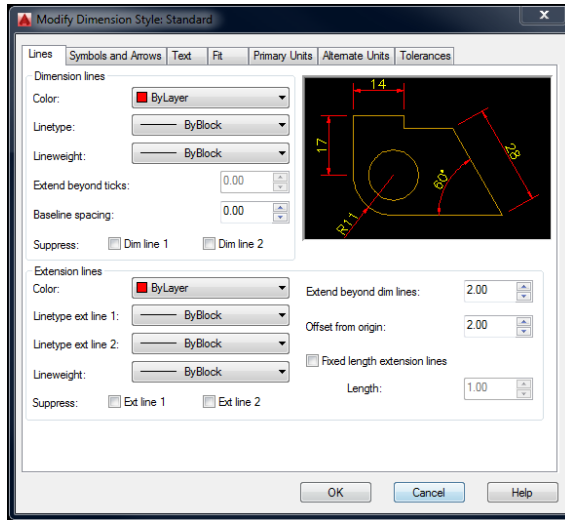 Modify Dimension Style: Standard
x
Lines Symbols and Arrows Text Fit Primary Units Alternate Units Tolerances
Dimension lines
Color: ByLayer
Linetype: ByBlock
Lineweight: ByBlock
Extend beyond ticks: 0.00
Baseline spacing: 0.00
Suppress: Dim line 1 Dim line 2
14
17
28
60°
R11
Extension lines
Color: ByLayer
Linetype ext line 1: ByBlock
Linetype ext line 2: ByBlock
Lineweight: ByBlock
Suppress: Ext line 1 Ext line 2
Extend beyond dim lines: 2.00
Offset from origin: 2.00
Fixed length extension lines
Length: 1.00
OK Cancel Help